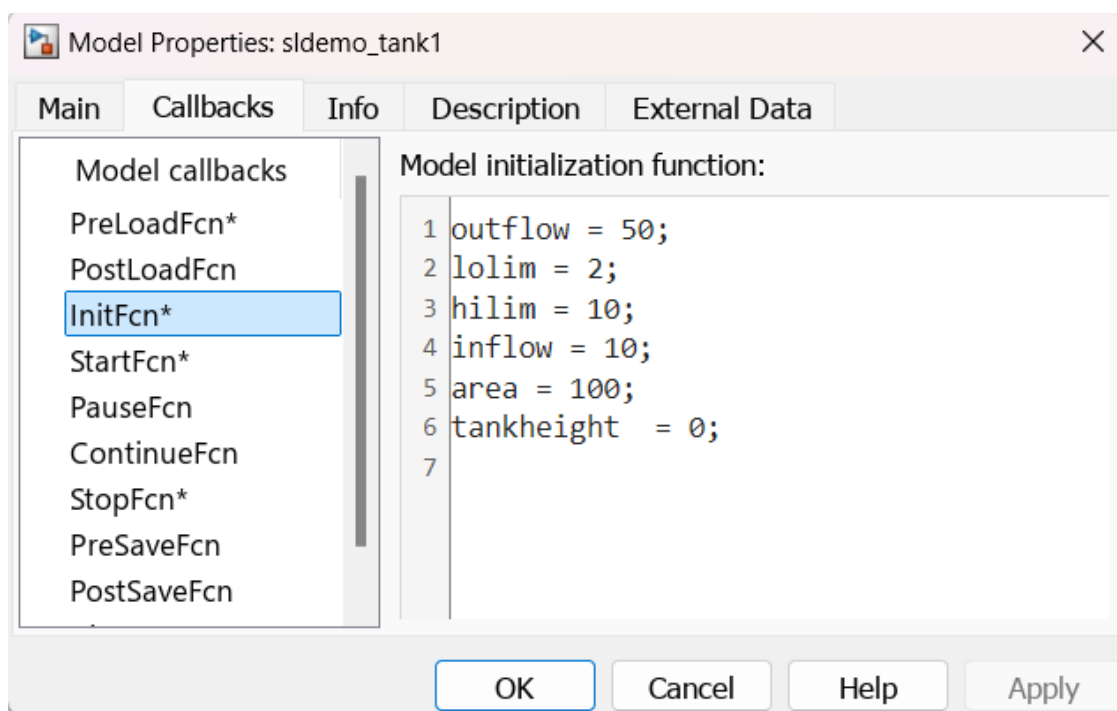 Model Properties: sldemo_tank1
Main Callbacks Info Description External Data
Model callbacks
PreLoadFcn*
PostLoadFcn
InitFcn*
StartFcn*
PauseFcn
ContinueFcn
StopFcn*
PreSaveFcn
PostSaveFcn
Model initialization function:
1 outflow = 50;
2 lolim = 2;
3 hilim = 10;
4 inflow = 10;
5 area = 100;
6 tankheight  = 0;
7
OK Cancel Help Apply